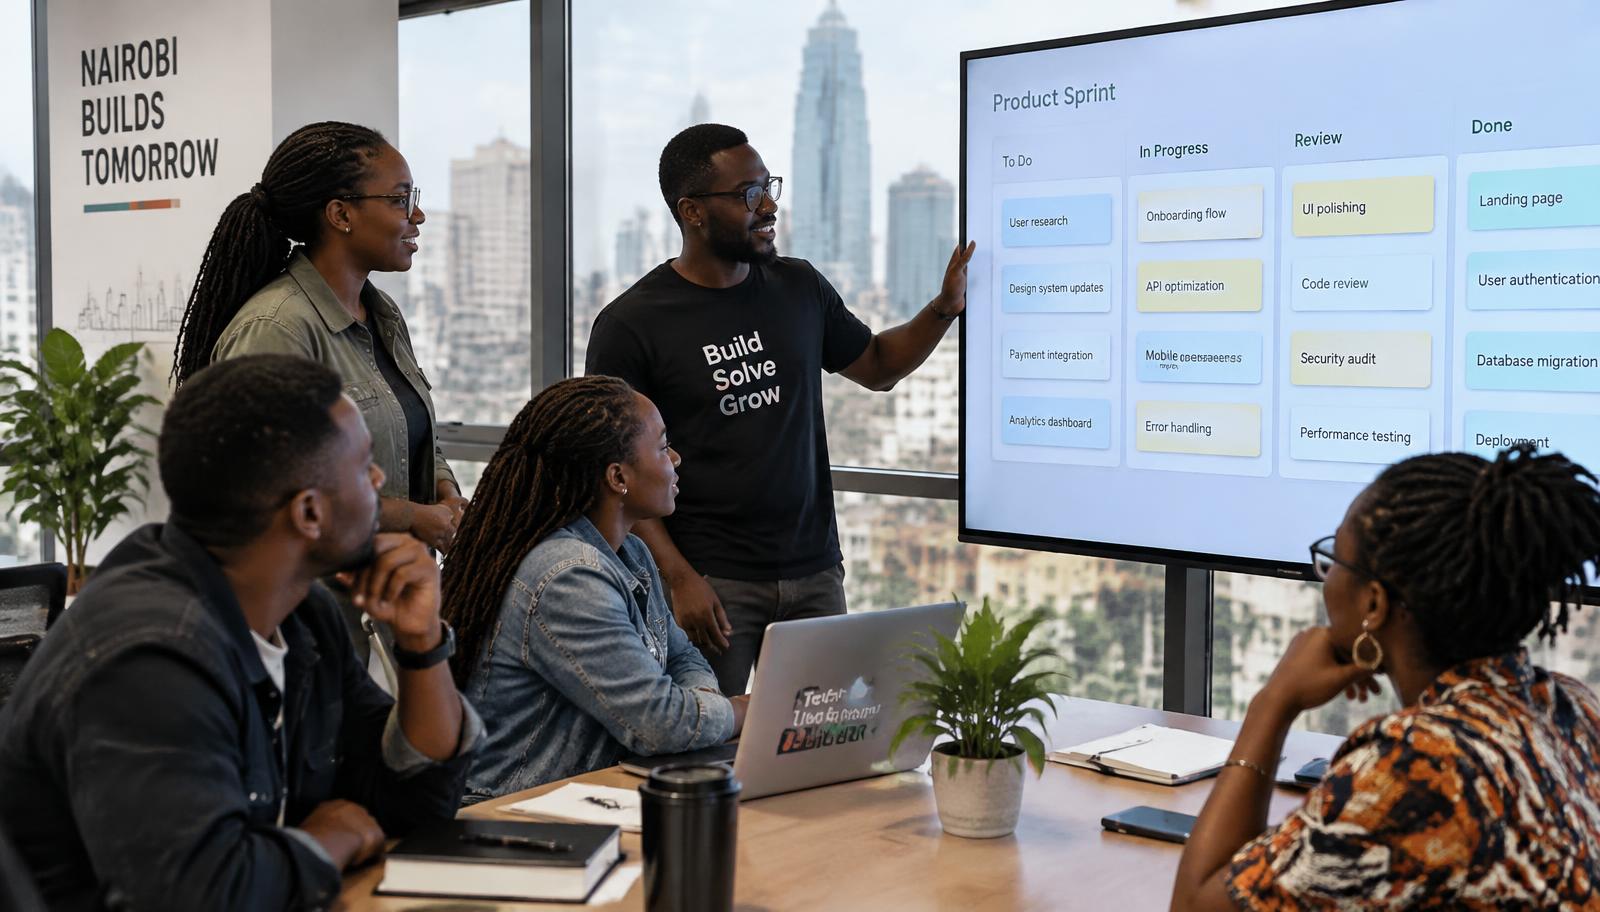 NAIROBI
BUILDS
TOMORROW
Build
Solve
Grow
Product Sprint
To Do
User research
Design system updates
Payment integration
Analytics dashboard
In Progress
Onboarding flow
API optimization
Mobile
Error handling
Review
UI polishing
Code review
Security audit
Performance testing
Done
Landing page
User authentication
Database migration
Deployment